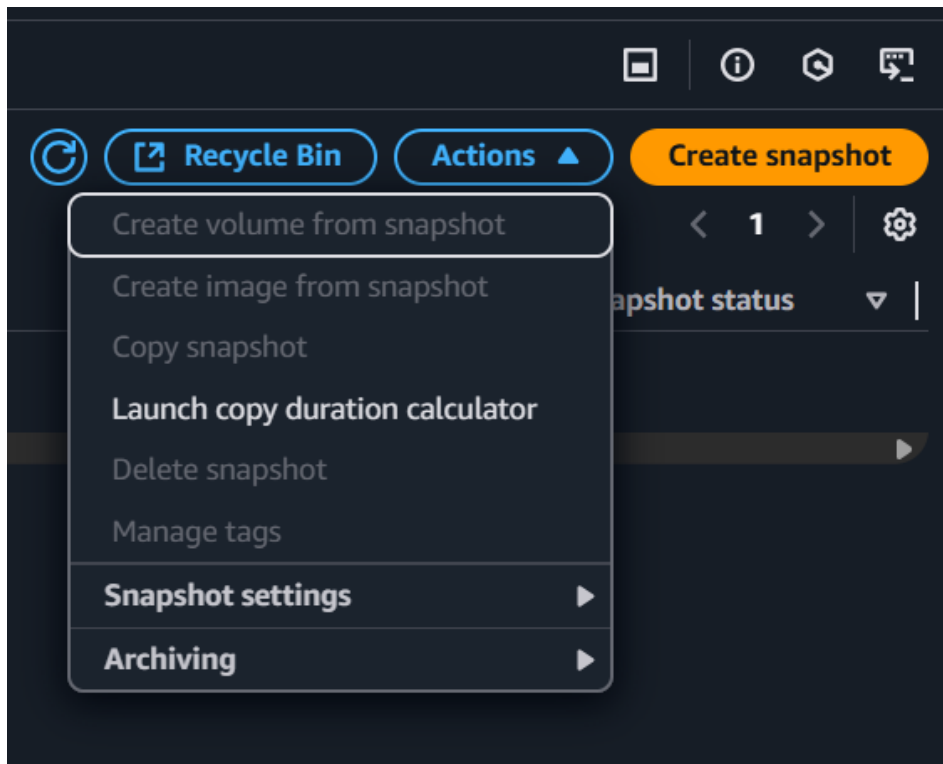 Recycle Bin
Actions
Create snapshot
Create volume from snapshot
1
Create image from snapshot
apshot status
Copy snapshot
Launch copy duration calculator
Delete snapshot
Manage tags
Snapshot settings
Archiving